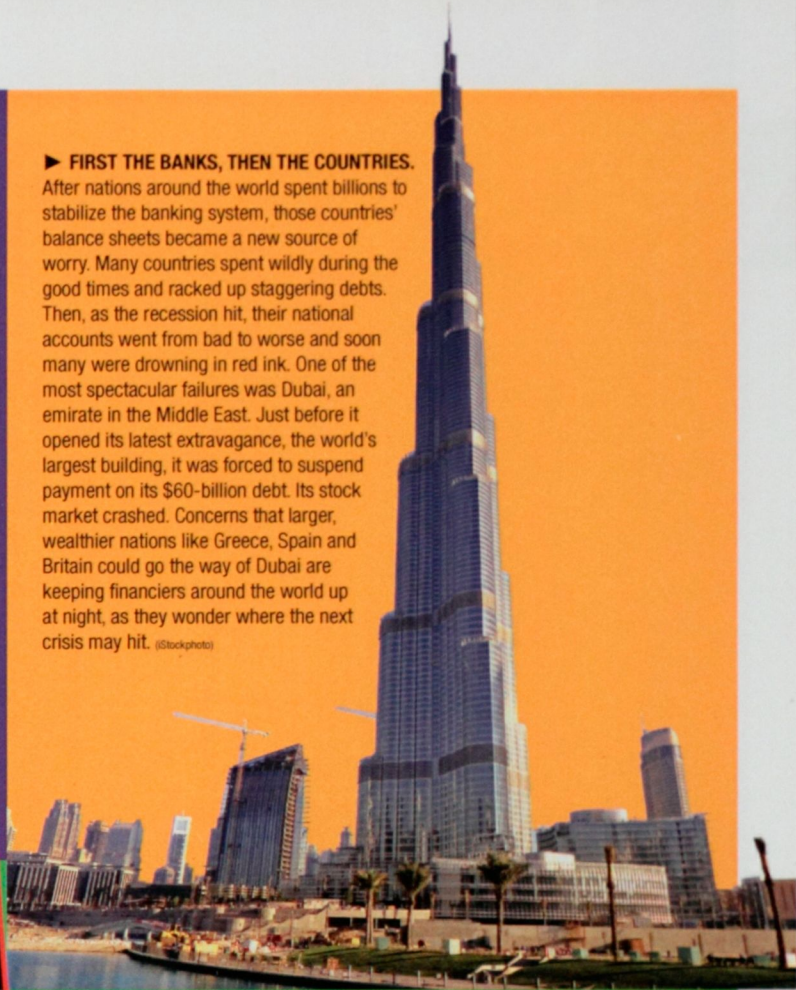 ► FIRST THE BANKS, THEN THE COUNTRIES.
After nations around the world spent billions to
stabilize the banking system, those countries'
balance sheets became a new source of
worry. Many countries spent wildly during the
good times and racked up staggering debts.
Then, as the recession hit, their national
accounts went from bad to worse and soon
many were drowning in red ink. One of the
most spectacular failures was Dubai, an
emirate in the Middle East. Just before it
opened its latest extravagance, the world's
largest building, it was forced to suspend
payment on its $60-billion debt. Its stock
market crashed. Concerns that larger,
wealthier nations like Greece, Spain and
Britain could go the way of Dubai are
keeping financiers around the world up
at night, as they wonder where the next
crisis may hit. (iStockphoto)